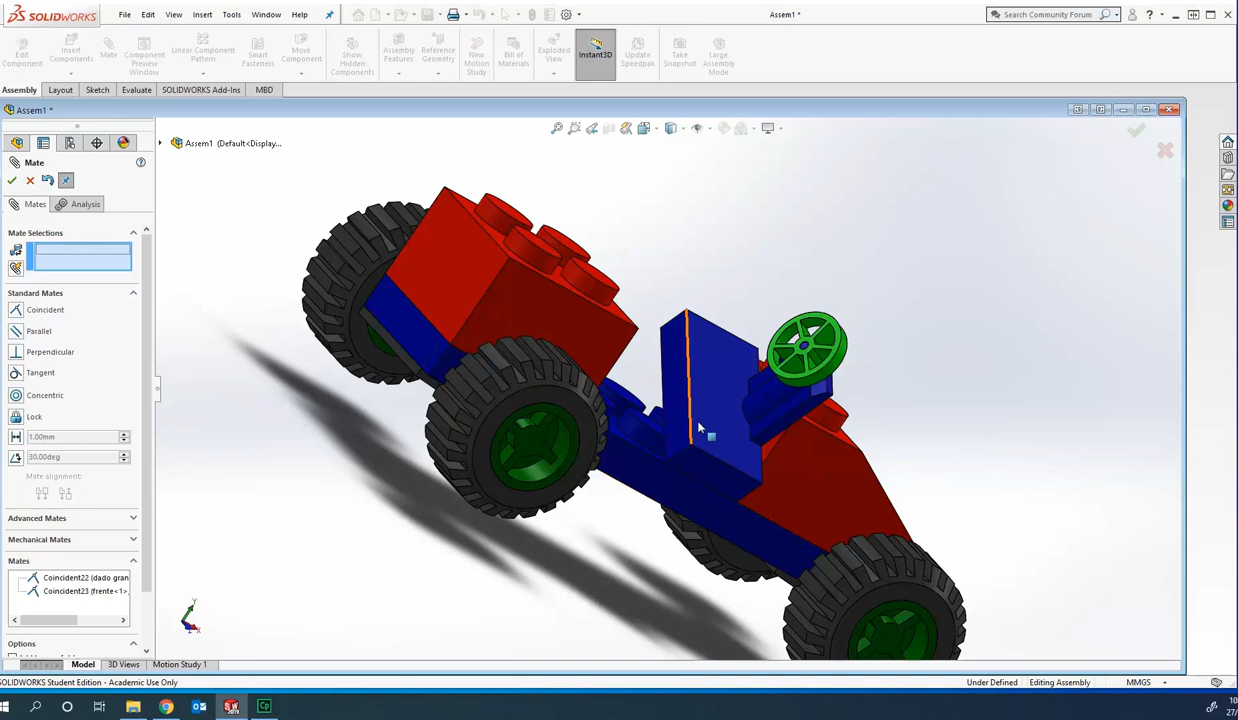 SOLIDWORKS
File
Edit
View
Insert
Tools
Window
Help
Assem1 *
Search Community Forum
Edit Component
Insert Components
Mate
Component Preview Window
Linear Component Pattern
Smart Fasteners
Move Component
Show Hidden Components
Assembly Features
Reference Geometry
New Motion Study
Bill of Materials
Exploded View
Instant3D
Update Speedpak
Take Snapshot
Large Assembly Mode
Assembly
Layout
Sketch
Evaluate
SOLIDWORKS Add-Ins
MBD
Assem1 *
Assem1 (Default<Display...
Mate
Mates
Analysis
Mate Selections
Standard Mates
Coincident
Parallel
Perpendicular
Tangent
Concentric
Lock
1.00mm
30.00deg
Mate alignment:
Advanced Mates
Mechanical Mates
Mates
Coincident22 (dado gran
Coincident23 (frente<1>,
Options
Y
X
Model
3D Views
Motion Study 1
SOLIDWORKS Student Edition - Academic Use Only
Under Defined
Editing Assembly
MMGS
SW
2019
Cp
10
27/